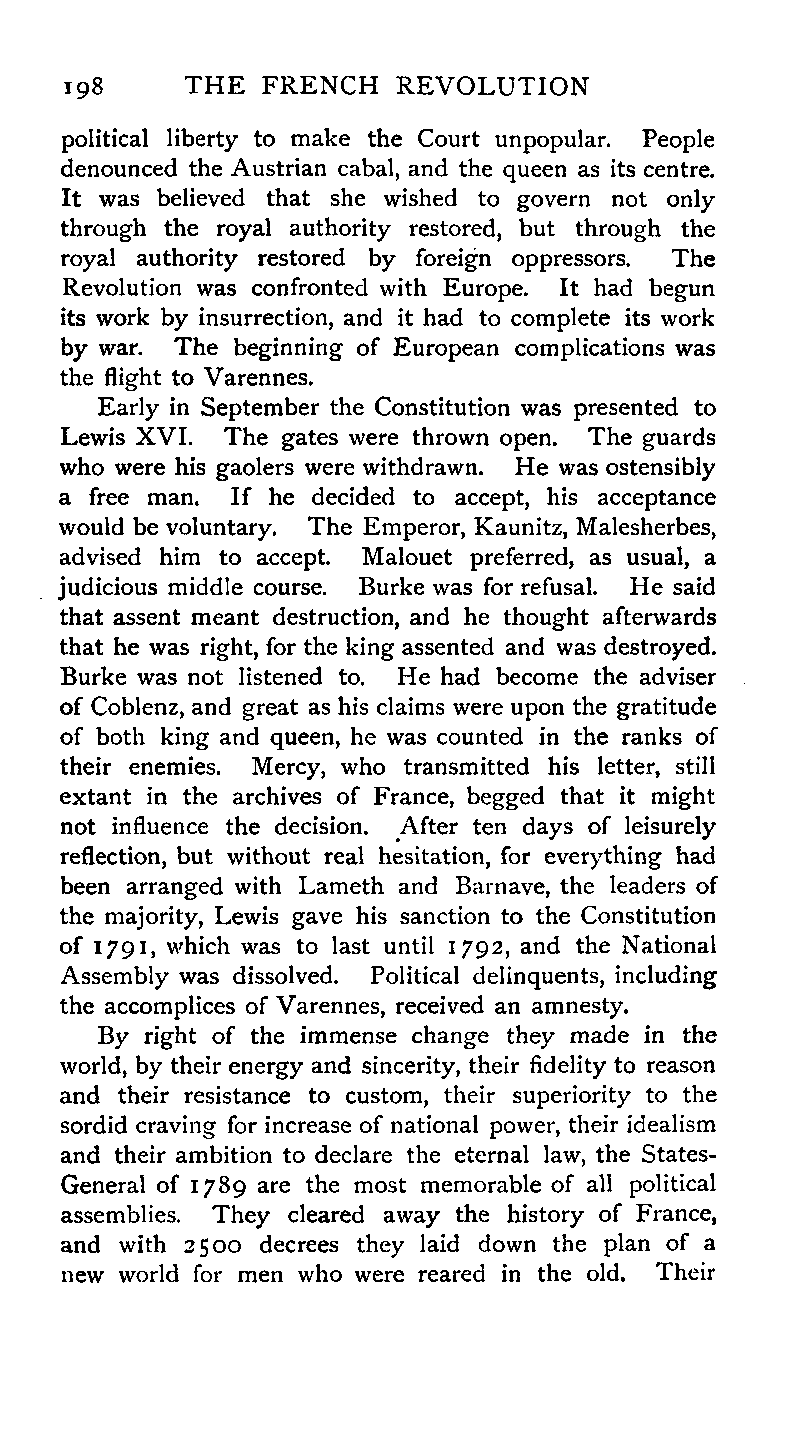 198 THE FRENCH REVOLUTION
political liberty to make the Court unpopular. People
denounced the Austrian cabal, and the queen as its centre.
It was believed that she wished to govern not only
through the royal authority restored, but through the
royal authority restored by foreign oppressors. The
Revolution was confronted with Europe. It had begun
its work by insurrection, and it had to complete its work
by war. The beginning of European complications was
the flight to Varennes.
Early in September the Constitution was presented to
Lewis XVI. The gates were thrown open. The guards
who were his gaolers were withdrawn. He was ostensibly
a free man. If he decided to accept, his acceptance
would be voluntary. The Emperor, Kaunitz, Malesherbes,
advised him to accept. Malouet preferred, as usual, a
judicious middle course. Burke was for refusal. He said
that assent meant destruction, and he thought afterwards
that he was right, for the king assented and was destroyed.
Burke was not listened to. He had become the adviser
of Coblenz, and great as his claims were upon the gratitude
of both king and queen, he was counted in the ranks of
their enemies. Mercy, who transmitted his letter, still
extant in the archives of France, begged that it might
not influence the decision. After ten days of leisurely
reflection, but without real hesitation, for everything had
been arranged with Lameth and Barnave, the leaders of
the majority, Lewis gave his sanction to the Constitution
of 1791, which was to last until 1792, and the National
Assembly was dissolved. Political delinquents, including
the accomplices of Varennes, received an amnesty.
By right of the immense change they made in the
world, by their energy and sincerity, their fidelity to reason
and their resistance to custom, their superiority to the
sordid craving for increase of national power, their idealism
and their ambition to declare the eternal law, the States-
General of 1789 are the most memorable of all political
assemblies. They cleared away the history of France,
and with 2500 decrees they laid down the plan of a
new world for men who were reared in the old. Their